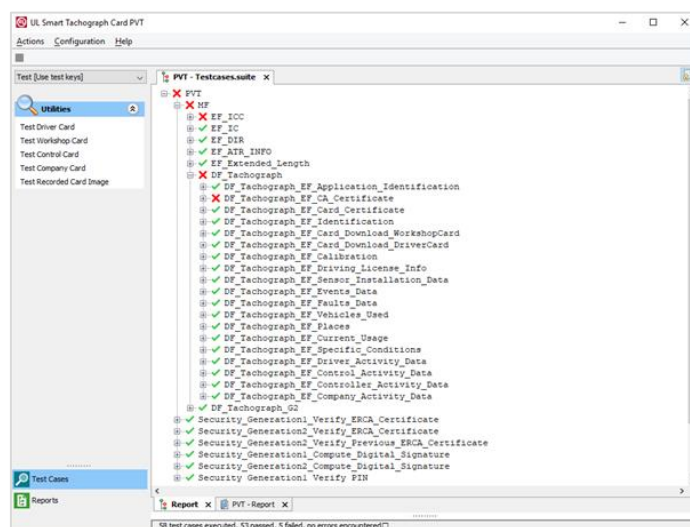 UL Smart Tachograph Card PVT
Actions Configuration Help
Test [Use test keys]
PVT - Testcases.suite
Utilities
Test Driver Card
Test Workshop Card
Test Control Card
Test Company Card
Test Recorded Card Image
PVT
MF
EF_ICC
EF_IC
EF_DIR
EF_ATR_INFO
EF_Extended_Length
DF_Tachograph
DF_Tachograph_EF_Application_Identification
DF_Tachograph_EF_CA_Certificate
DF_Tachograph_EF_Card_Certificate
DF_Tachograph_EF_Identification
DF_Tachograph_EF_Card_Download_WorkshopCard
DF_Tachograph_EF_Card_Download_DriverCard
DF_Tachograph_EF_Calibration
DF_Tachograph_EF_Driving_License_Info
DF_Tachograph_EF_Sensor_Installation_Data
DF_Tachograph_EF_Events_Data
DF_Tachograph_EF_Faults_Data
DF_Tachograph_EF_Vehicles_Used
DF_Tachograph_EF_Places
DF_Tachograph_EF_Current_Usage
DF_Tachograph_EF_Specific_Conditions
DF_Tachograph_EF_Driver_Activity_Data
DF_Tachograph_EF_Control_Activity_Data
DF_Tachograph_EF_Controller_Activity_Data
DF_Tachograph_EF_Company_Activity_Data
DF_Tachograph_G2
Security_Generation1_Verify_ERCA_Certificate
Security_Generation2_Verify_ERCA_Certificate
Security_Generation2_Verify_Previous_ERCA_Certificate
Security_Generation1_Compute_Digital_Signature
Security_Generation2_Compute_Digital_Signature
Security Generation1 Verify PIN
Test Cases
Reports
Report PVT - Report
58 test cases executed, 53 passed, 5 failed, no errors encountered